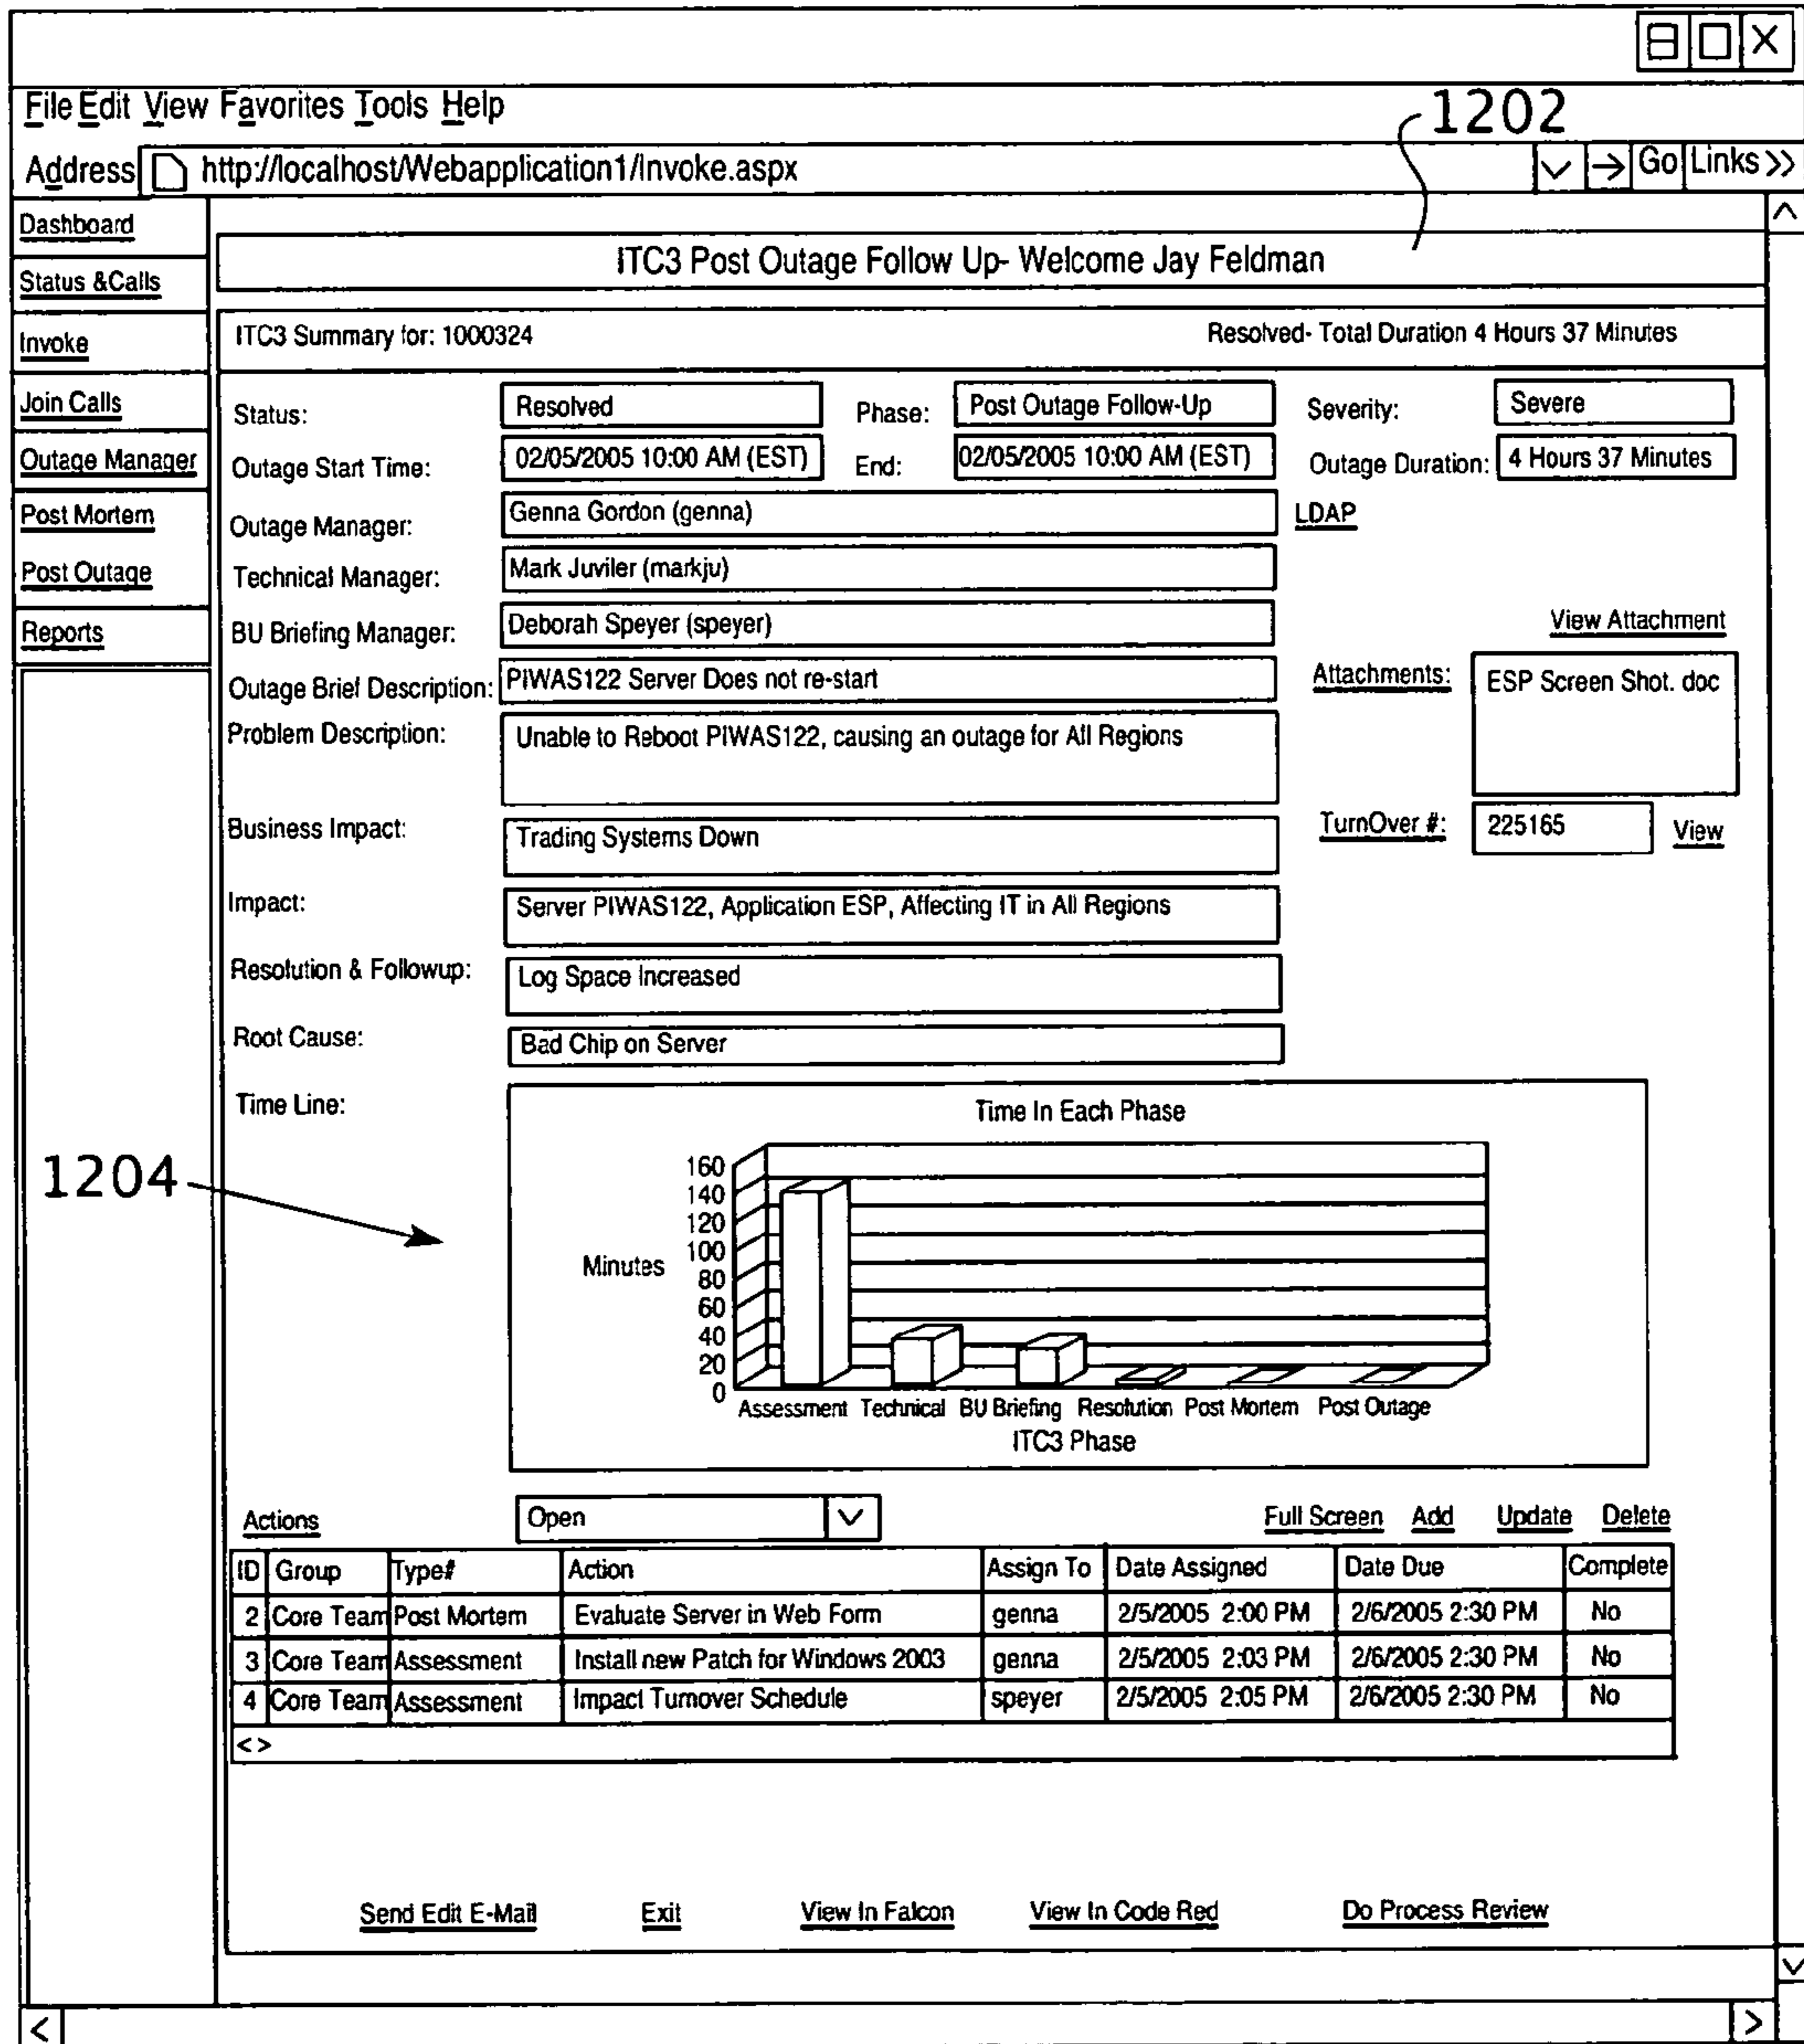 File Edit View Favorites Tools Help
1202
Address http://localhost/Webapplication1/Invoke.aspx Go Links >>
Dashboard
Status &Calls
Invoke
Join Calls
Outage Manager
Post Mortem
Post Outage
Reports
ITC3 Post Outage Follow Up- Welcome Jay Feldman
ITC3 Summary for: 1000324 Resolved- Total Duration 4 Hours 37 Minutes
Status: Resolved Phase: Post Outage Follow-Up Severity: Severe
Outage Start Time: 02/05/2005 10:00 AM (EST) End: 02/05/2005 10:00 AM (EST) Outage Duration: 4 Hours 37 Minutes
Outage Manager: Genna Gordon (genna) LDAP
Technical Manager: Mark Juviler (markju)
BU Briefing Manager: Deborah Speyer (speyer) View Attachment
Outage Brief Description: PIWAS122 Server Does not re-start Attachments: ESP Screen Shot. doc
Problem Description: Unable to Reboot PIWAS122, causing an outage for All Regions
Business Impact: Trading Systems Down TurnOver #: 225165 View
Impact: Server PIWAS122, Application ESP, Affecting IT in All Regions
Resolution & Followup: Log Space Increased
Root Cause: Bad Chip on Server
Time Line:
1204
Time In Each Phase
Minutes
160
140
120
100
80
60
40
20
0
Assessment Technical BU Briefing Resolution Post Mortem Post Outage
ITC3 Phase
Actions Open Full Screen Add Update Delete
ID Group Type# Action Assign To Date Assigned Date Due Complete
2 Core Team Post Mortem Evaluate Server in Web Form genna 2/5/2005 2:00 PM 2/6/2005 2:30 PM No
3 Core Team Assessment Install new Patch for Windows 2003 genna 2/5/2005 2:03 PM 2/6/2005 2:30 PM No
4 Core Team Assessment Impact Turnover Schedule speyer 2/5/2005 2:05 PM 2/6/2005 2:30 PM No
<>
Send Edit E-Mail Exit View In Falcon View In Code Red Do Process Review